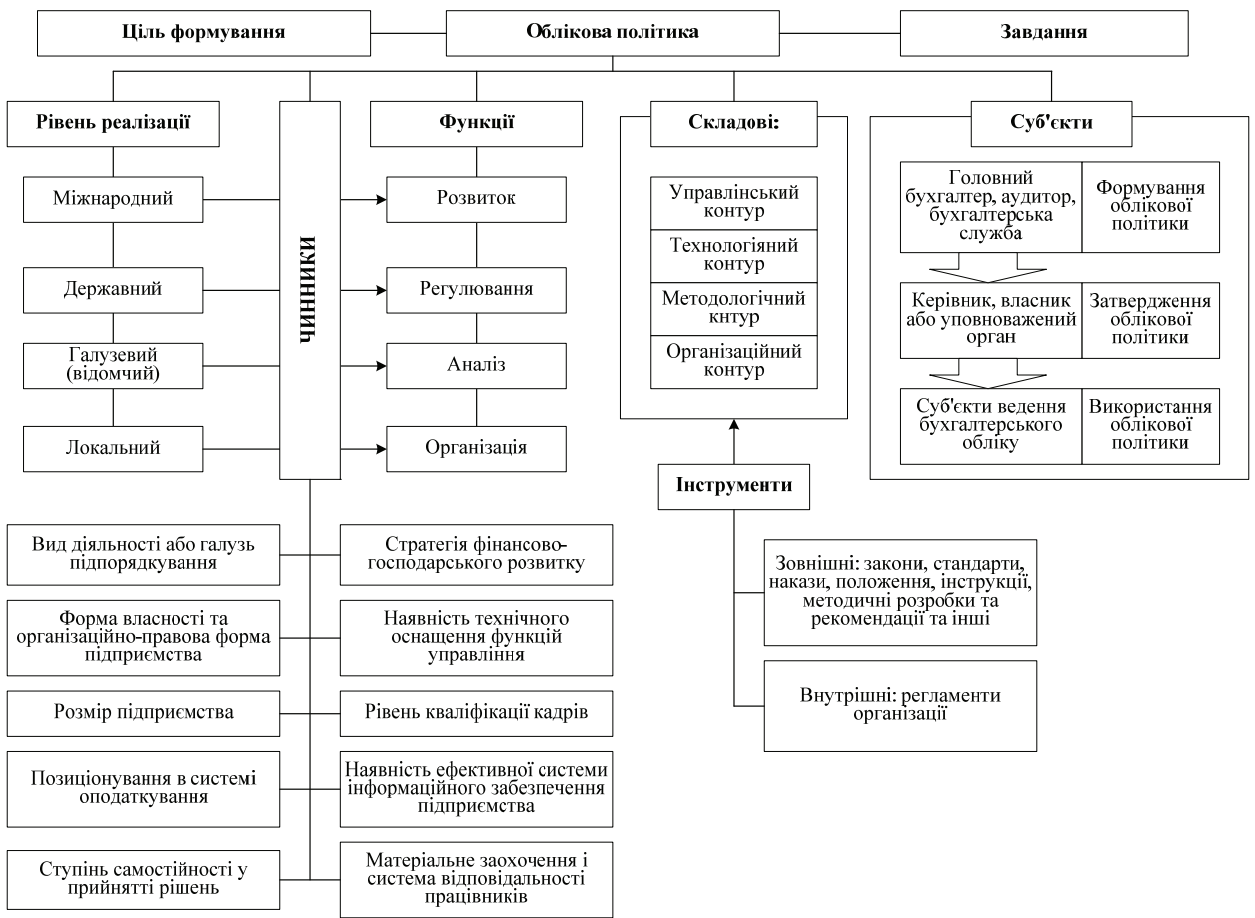 Ціль формування
Облікова політика
Завдання
Рівень реалізації
Міжнародний
Державний
Галузевий
(відомчий)
Локальний
ЧИННИКИ
Функції
Розвиток
Регулювання
Аналіз
Організація
Складові:
Управлінський
контур
Технологіяний
контур
Методологічний
кнтур
Організаційний
контур
Суб'єкти
Головний
бухгалтер, аудитор,
бухгалтерська
служба
Формування
облікової
політики
Керівник, власник
або уповноважений
орган
Затвердження
облікової
політики
Суб'єкти ведення
бухгалтерського
обліку
Використання
облікової
політики
Інструменти
Зовнішні: закони, стандарти,
накази, положення, інструкції,
методичні розробки та
рекомендації та інші
Внутрішні: регламенти
організації
Вид діяльності або галузь
підпорядкування
Стратегія фінансово-
господарського розвитку
Форма власності та
організаційно-правова форма
підприємства
Наявність технічного
оснащення функцій
управління
Розмір підприємства
Рівень кваліфікації кадрів
Позиціонування в системі
оподаткування
Наявність ефективної системи
інформаційного забезпечення
підприємства
Ступінь самостійності у
прийнятті рішень
Матеріальне заохочення і
система відповідальності
працівників